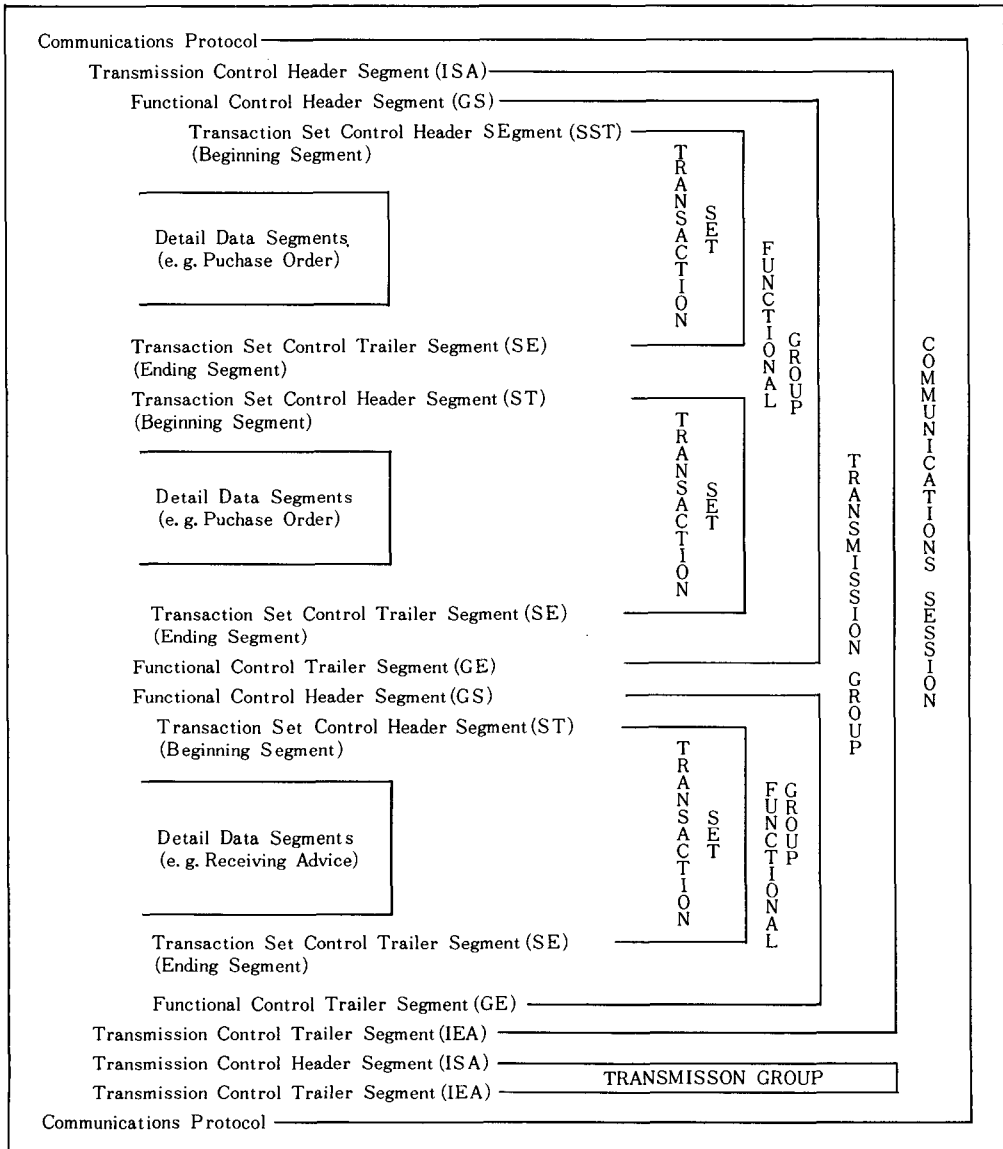 Communications Protocol
Transmission Control Header Segment (ISA)
Functional Control Header Segment (GS)
Transaction Set Control Header SEgment (SST)
(Beginning Segment)
Detail Data Segments
(e. g. Puchase Order)
Transaction Set Control Trailer Segment (SE)
(Ending Segment)
TRANSACTION
SET
Transaction Set Control Header Segment (ST)
(Beginning Segment)
Detail Data Segments
(e. g. Puchase Order)
Transaction Set Control Trailer Segment (SE)
(Ending Segment)
TRANSACTION
SET
Functional Control Trailer Segment (GE)
FUNCTIONAL
GROUP
Functional Control Header Segment (GS)
Transaction Set Control Header Segment (ST)
(Beginning Segment)
Detail Data Segments
(e. g. Receiving Advice)
Transaction Set Control Trailer Segment (SE)
(Ending Segment)
TRANSACTION
SET
Functional Control Trailer Segment (GE)
FUNCTIONAL
GROUP
Transmission Control Trailer Segment (IEA)
TRANSMISSION GROUP
Transmission Control Header Segment (ISA)
TRANSMISSON GROUP
Transmission Control Trailer Segment (IEA)
Communications Protocol
COMMUNICATIONS SESSION